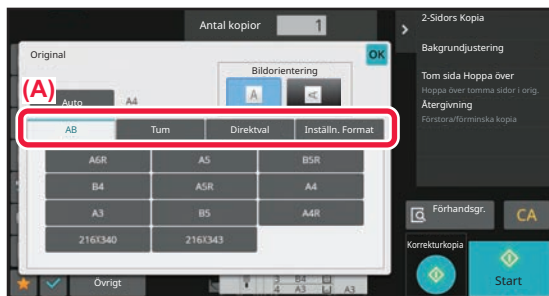 Antal kopior 1
Original
OK
Bildorientering
A
A
(A)
Auto A4
AB Tum Direktval Inställn. Format
A6R A5 B5R
B4 A5R A4
A3 B5 A4R
216X340 216X343
Övrigt
3 B4
4 A3 A3
2-Sidors Kopia
Bakgrundjustering
Tom sida Hoppa över
Hoppa över tomma sidor i orig.
Återgivning
Förstora/förminska kopia
Förhandsgr.
CA
Korrekturkopia
Start